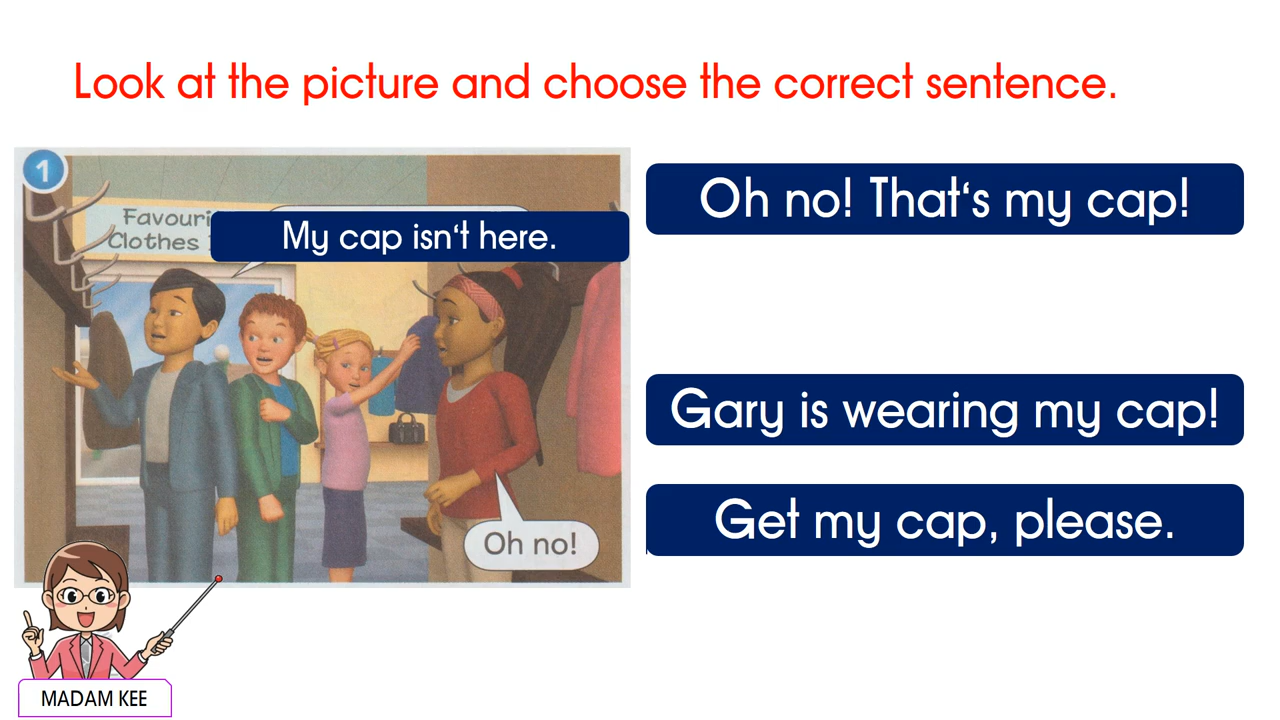 Look at the picture and choose the correct sentence.
1
Favouri
Clothes
My cap isn‘t here.
Oh no!
Oh no! That‘s my cap!
Gary is wearing my cap!
Get my cap, please.
MADAM KEE